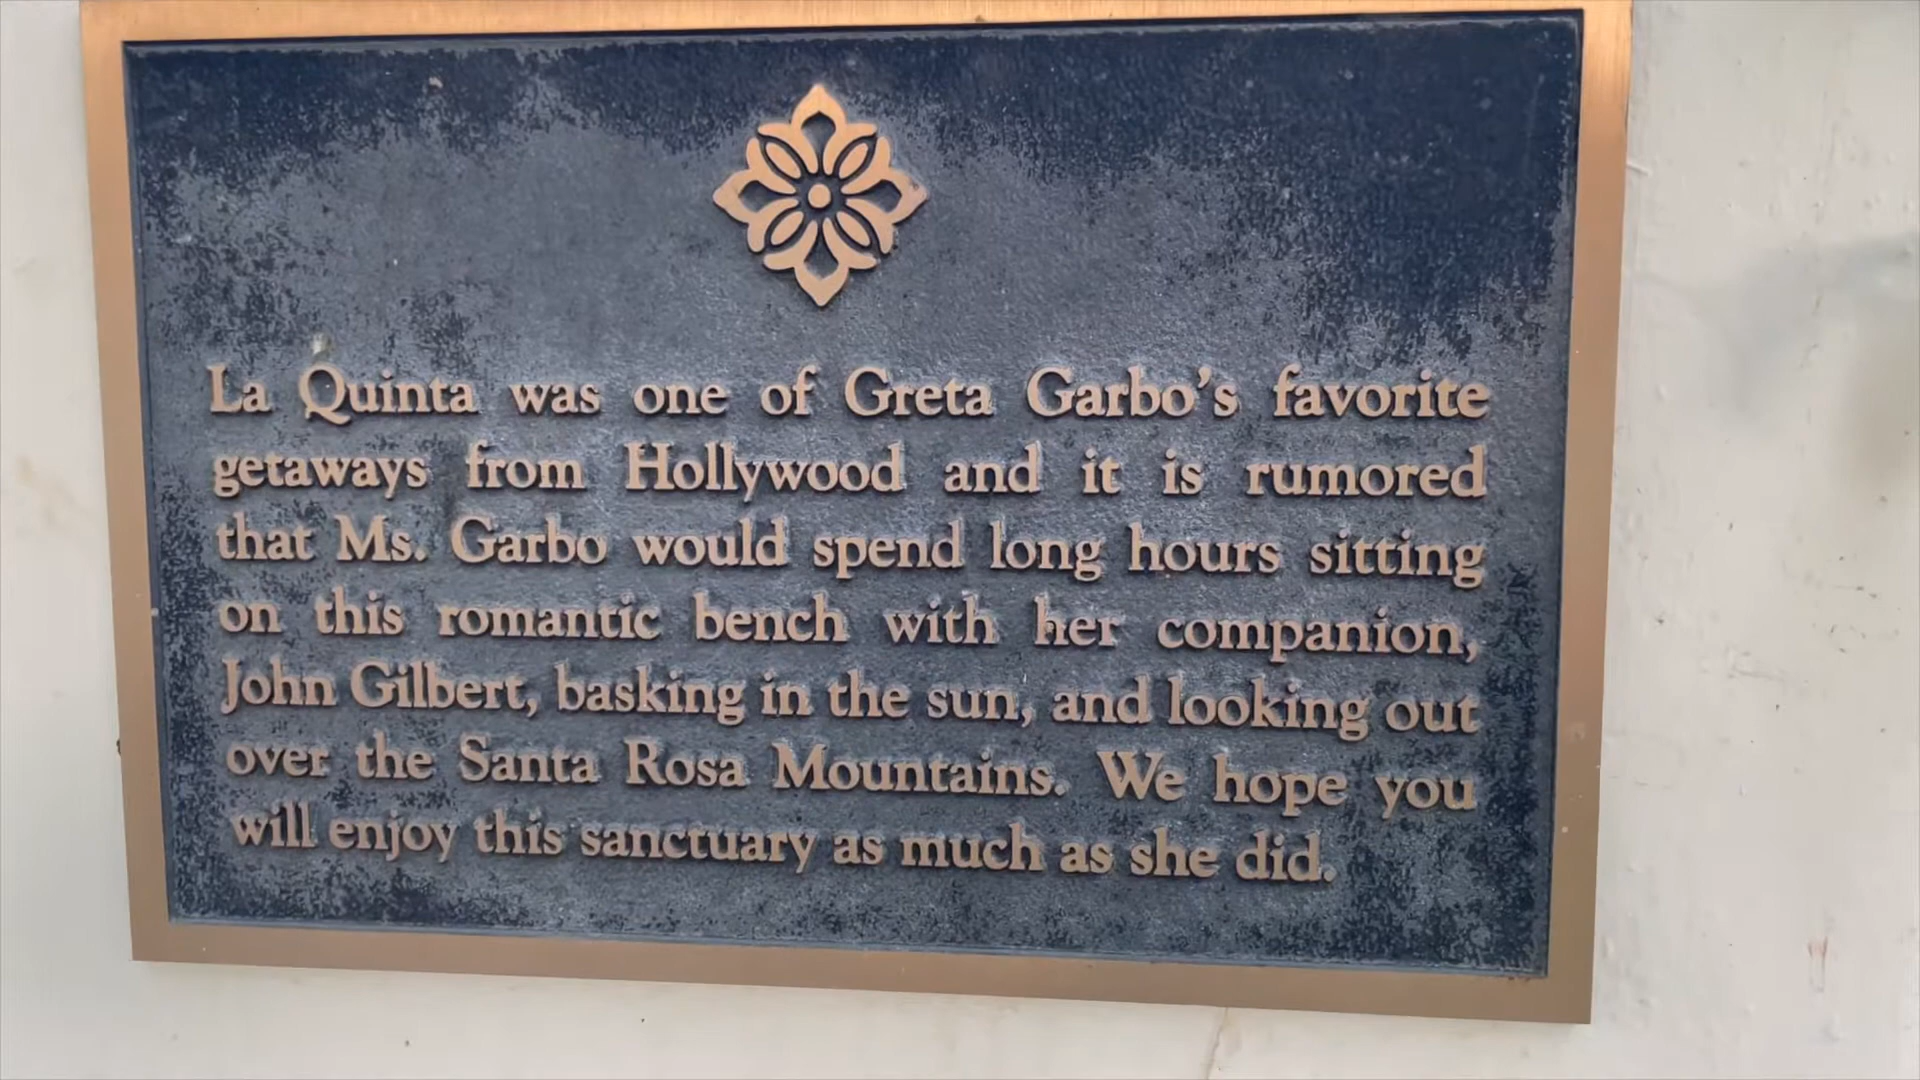 La Quinta was one of Greta Garbo's favorite
getaways from Hollywood and it is rumored
that Ms. Garbo would spend long hours sitting
on this romantic bench with her companion,
John Gilbert, basking in the sun, and looking out
over the Santa Rosa Mountains. We hope you
will enjoy this sanctuary as much as she did.